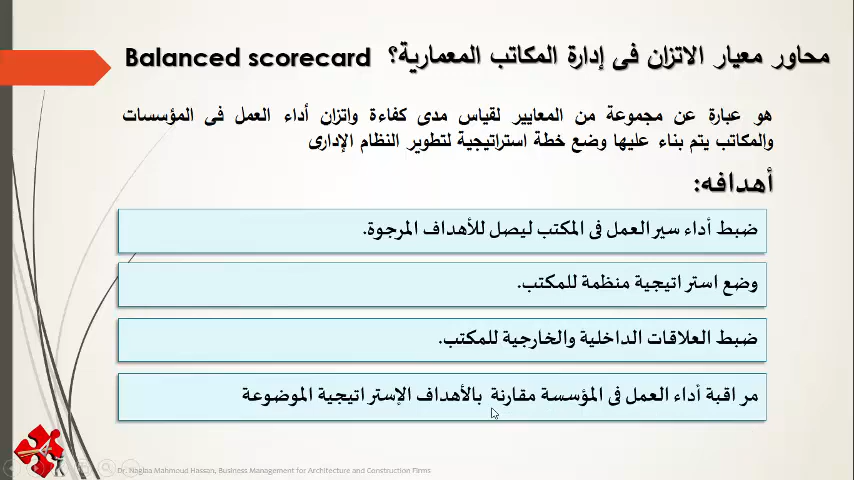 محاور معيار الاتزان فى إدارة المكاتب المعمارية؟ Balanced scorecard
هو عبارة عن مجموعة من المعايير لقياس مدى كفاءة واتزان أداء العمل فى المؤسسات
والمكاتب يتم بناء عليها وضع خطة استراتيجية لتطوير النظام الإدارى
أهدافه:
ضبط أداء سير العمل فى المكتب ليصل للأهداف المرجوة.
وضع استراتيجية منظمة للمكتب.
ضبط العلاقات الداخلية والخارجية للمكتب.
مراقبة أداء العمل فى المؤسسة مقارنة بالأهداف الإستراتيجية الموضوعة
Dr. Naglaa Mahmoud Hassan, Business Management for Architecture and Construction Firms